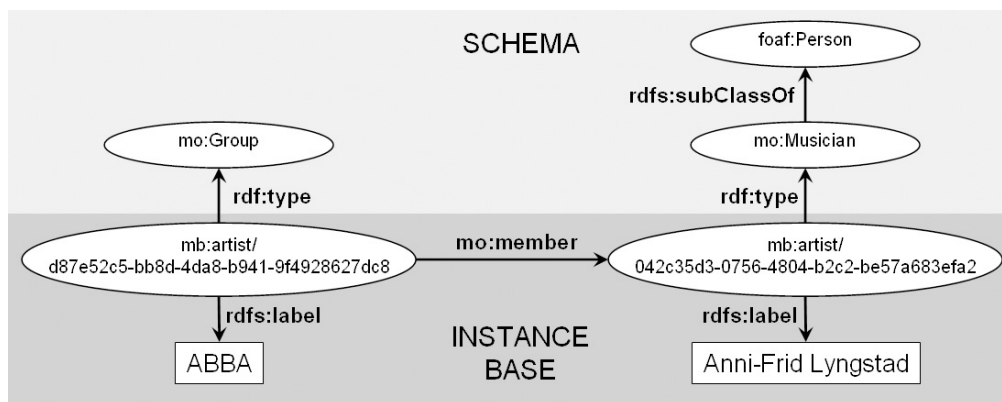 SCHEMA
foaf:Person
rdfs:subClassOf
mo:Group
mo:Musician
rdf:type
rdf:type
mb:artist/
d87e52c5-bb8d-4da8-b941-9f4928627dc8
mo:member
mb:artist/
042c35d3-0756-4804-b2c2-be57a683efa2
rdfs:label
rdfs:label
INSTANCE
BASE
ABBA
Anni-Frid Lyngstad